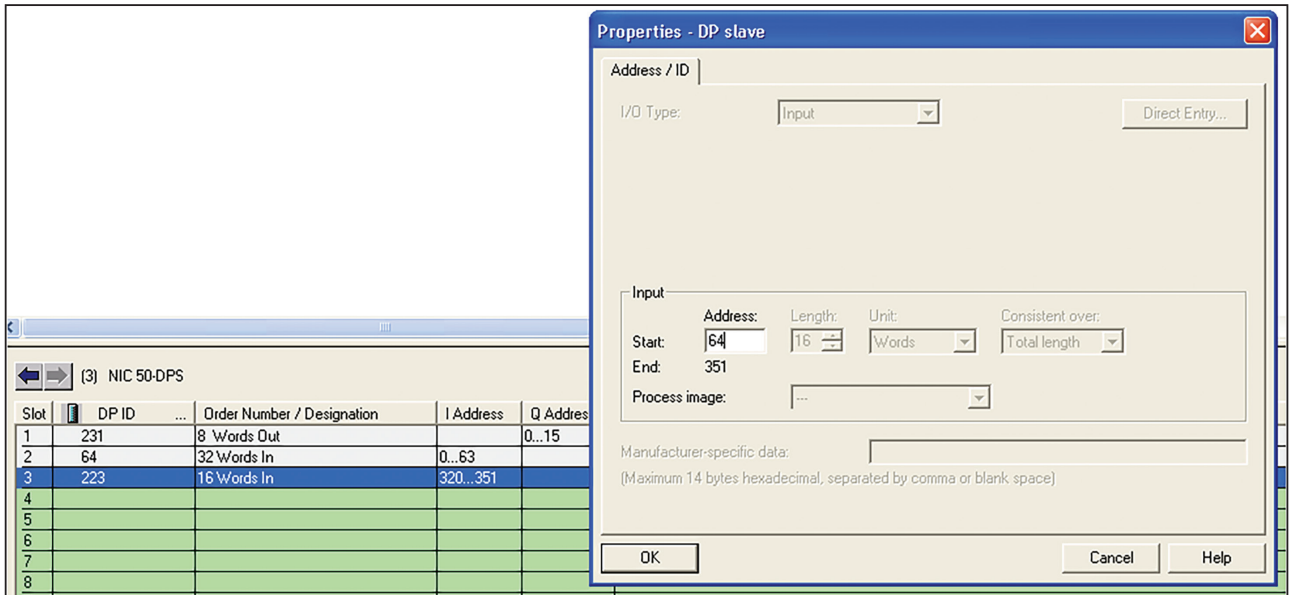 Properties - DP slave
Address / ID
I/O Type: Input Direct Entry...
Input
Address: Length: Unit: Consistent over:
Start: 64 16 Words Total length
End: 351
Process image: ---
Manufacturer-specific data:
(Maximum 14 bytes hexadecimal, separated by comma or blank space)
OK Cancel Help
(3) NIC 50-DPS
Slot DP ID ... Order Number / Designation I Address Q Addres
1 231 8 Words Out 0...15
2 64 32 Words In 0...63
3 223 16 Words In 320...351
4
5
6
7
8